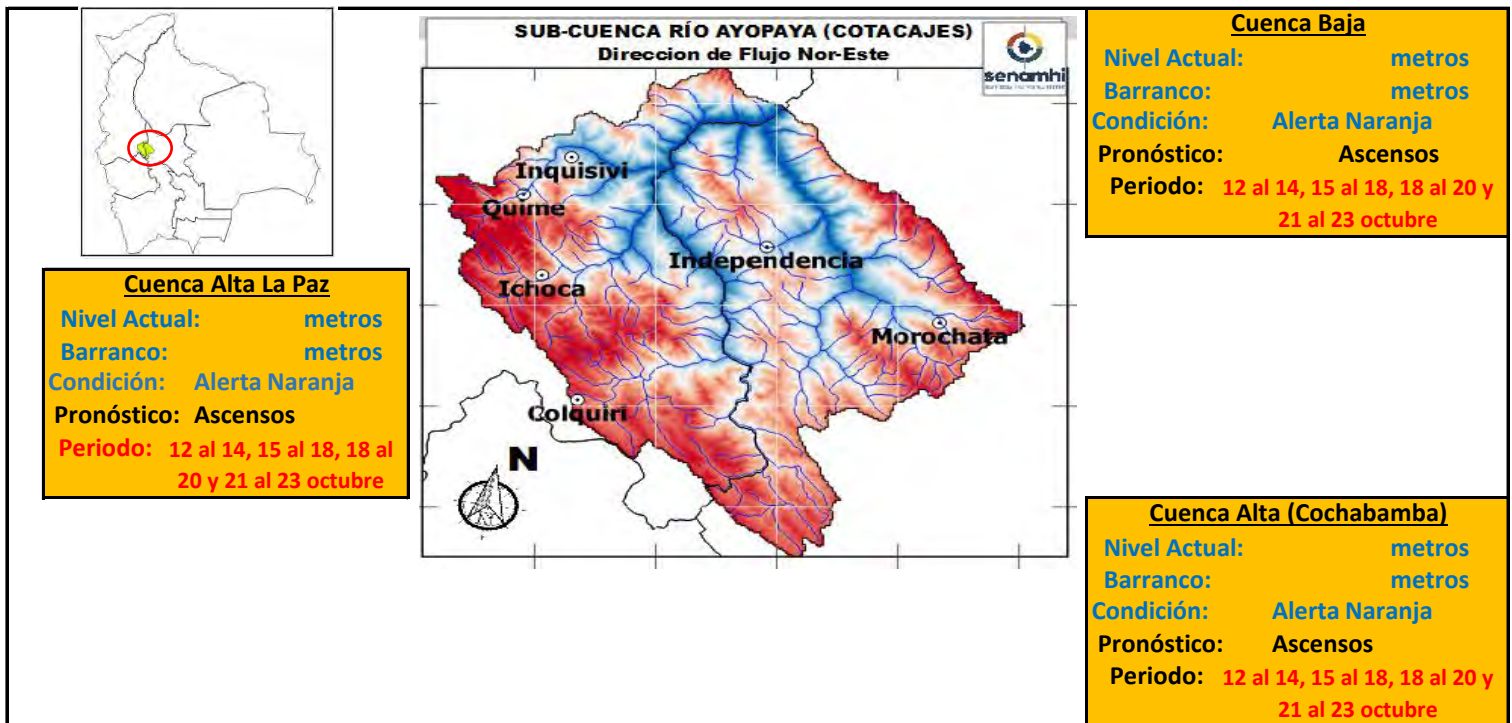 SUB-CUENCA RÍO AYOPAYA (COTACAJES)
Direccion de Flujo Nor-Este
senamhi
Inquisivi
Quime
Independencia
Ichoca
Morochata
Colquiri
N
Cuenca Baja
Nivel Actual: metros
Barranco: metros
Condición: Alerta Naranja
Pronóstico: Ascensos
Periodo: 12 al 14, 15 al 18, 18 al 20 y
21 al 23 octubre
Cuenca Alta La Paz
Nivel Actual: metros
Barranco: metros
Condición: Alerta Naranja
Pronóstico: Ascensos
Periodo: 12 al 14, 15 al 18, 18 al
20 y 21 al 23 octubre
Cuenca Alta (Cochabamba)
Nivel Actual: metros
Barranco: metros
Condición: Alerta Naranja
Pronóstico: Ascensos
Periodo: 12 al 14, 15 al 18, 18 al 20 y
21 al 23 octubre